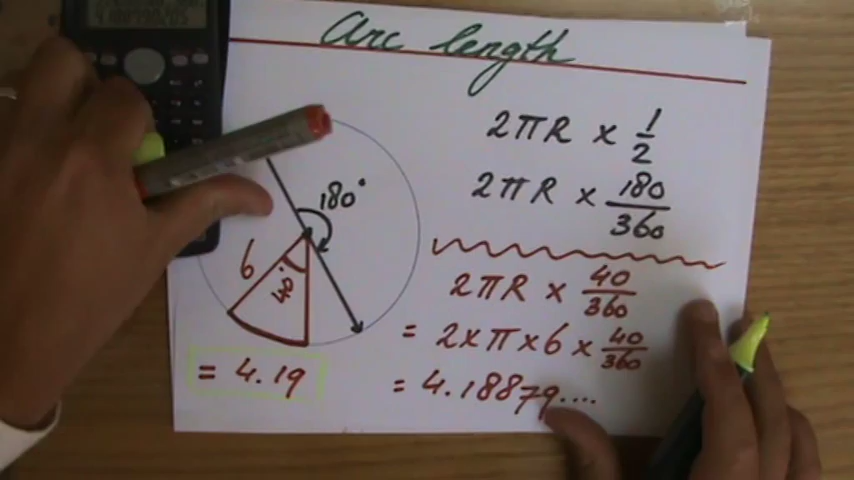 arc length
2πR × 1/2
180°
2πR × 180/360
6
40°
2πR × 40/360
= 2×π×6 × 40/360
= 4.19
= 4.18879....